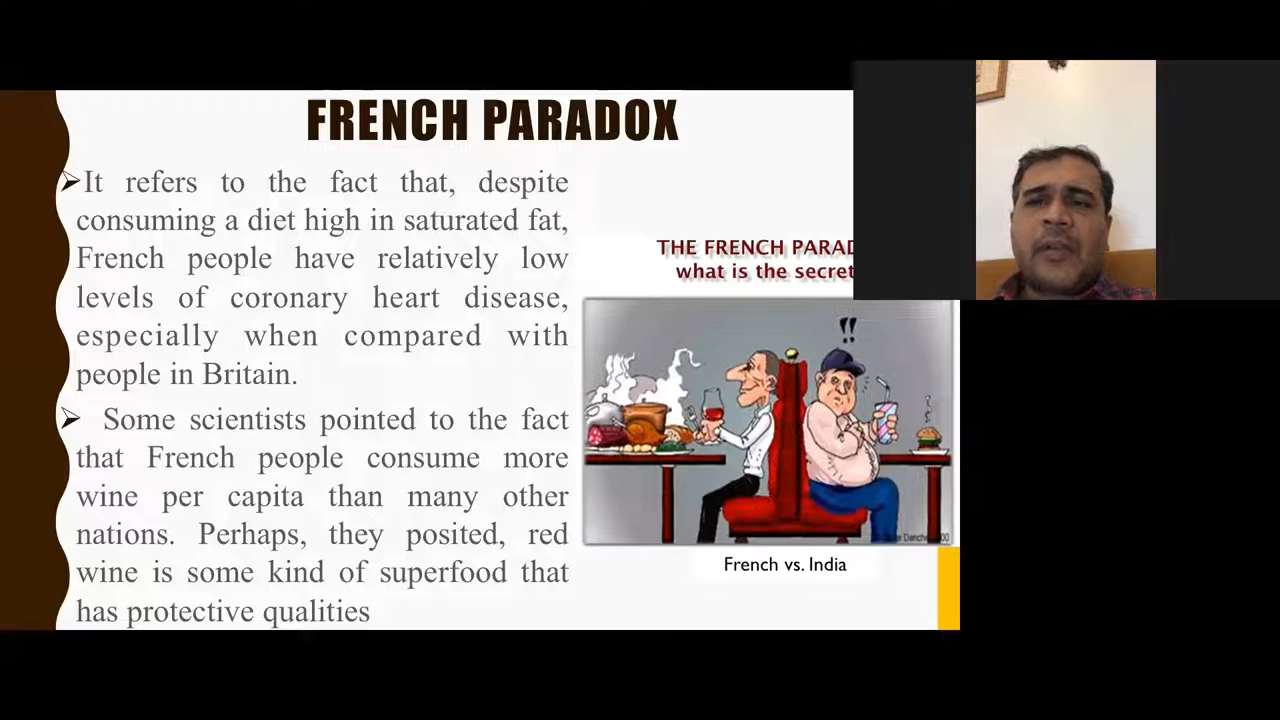 FRENCH PARADOX
➢It refers to the fact that, despite
consuming a diet high in saturated fat,
French people have relatively low
levels of coronary heart disease,
especially when compared with
people in Britain.
➢ Some scientists pointed to the fact
that French people consume more
wine per capita than many other
nations. Perhaps, they posited, red
wine is some kind of superfood that
has protective qualities
THE FRENCH PARAD
what is the secret
!!
French vs. India